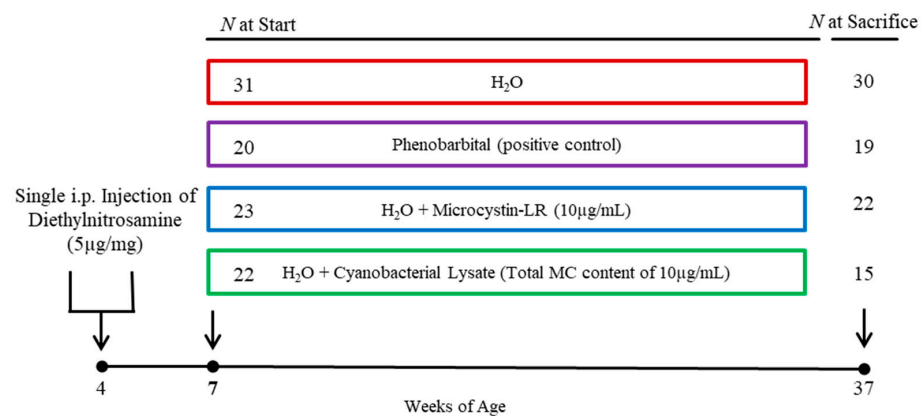 N at Start
N at Sacrifice
31 H₂O 30
20 Phenobarbital (positive control) 19
Single i.p. Injection of
Diethylnitrosamine
(5µg/mg)
23 H₂O + Microcystin-LR (10µg/mL) 22
22 H₂O + Cyanobacterial Lysate (Total MC content of 10µg/mL) 15
4 7 37
Weeks of Age